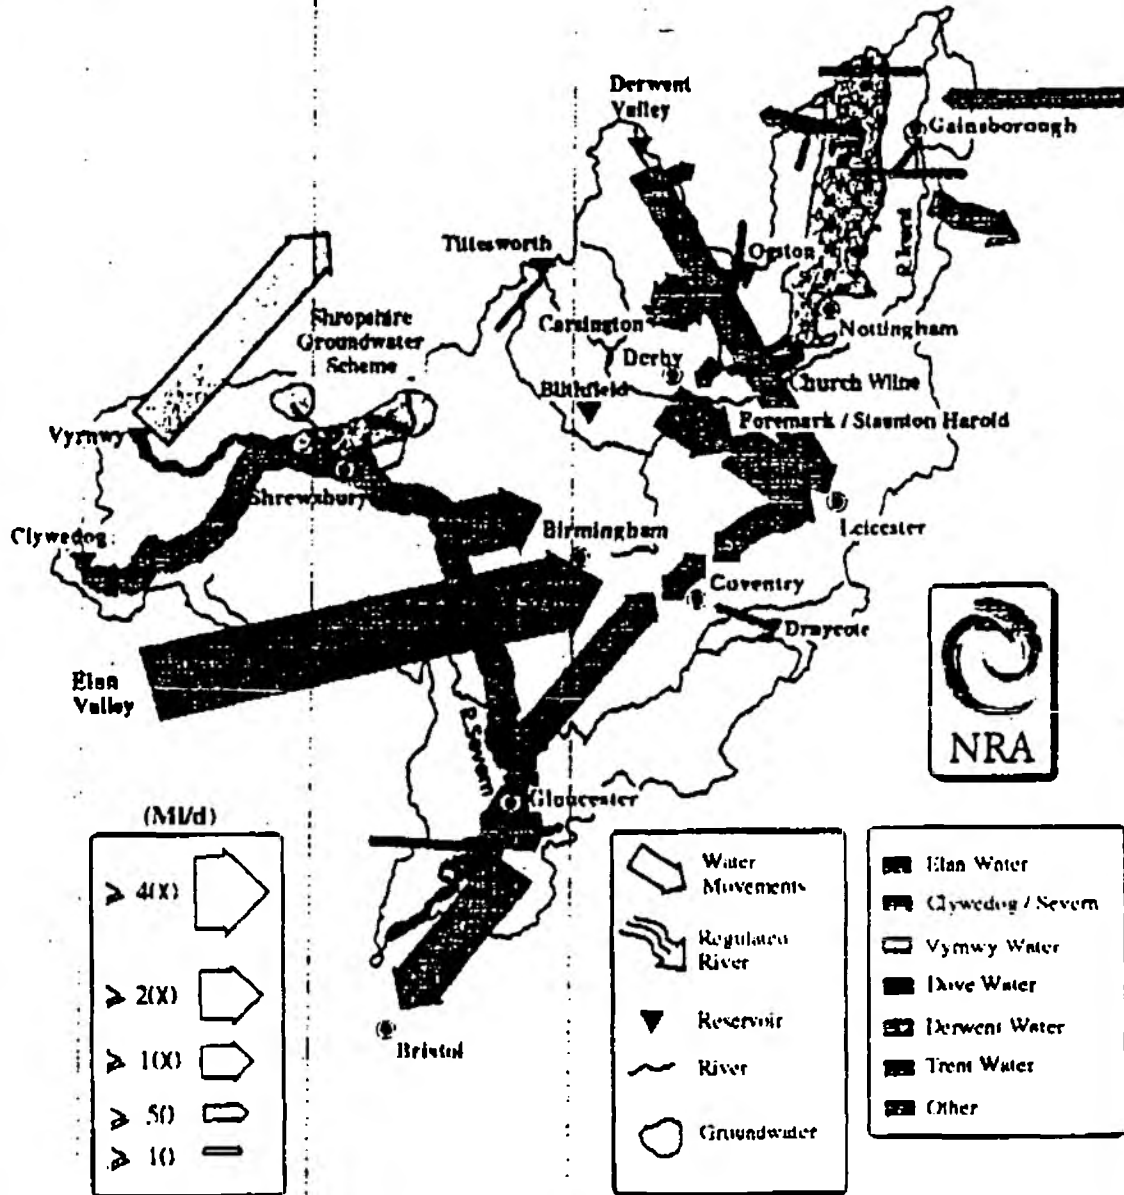 Derwent
Valley
Gainsborough
R Trent
Tittesworth
Ogston
Shropshire
Groundwater
Scheme
Carsington
Nottingham
Derby
Church Wilne
Blithfield
Foremark / Staunton Harold
Vyrnwy
Shrewsbury
Clywedog
Birmingham
Leicester
Coventry
Draycote
Elan
Valley
R Severn
NRA
Gloucester
Bristol
(Ml/d)
≥ 400
≥ 200
≥ 100
≥ 50
≥ 10
Water
Movements
Regulated
River
Reservoir
River
Groundwater
Elan Water
Clywedog / Severn
Vyrnwy Water
Dove Water
Derwent Water
Trent Water
Other